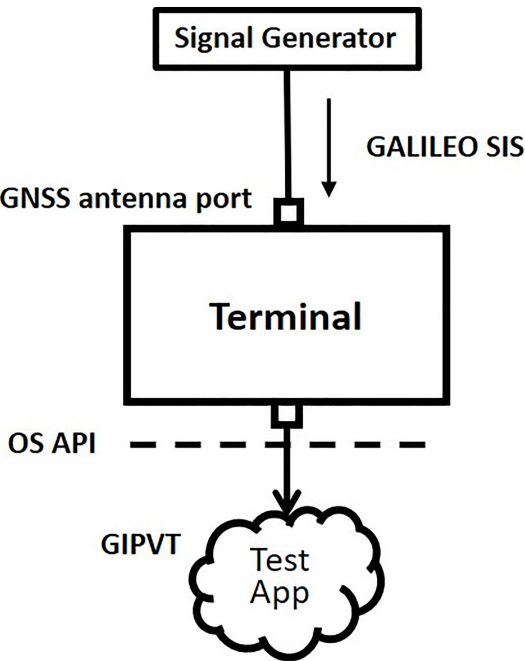 Signal Generator
GALILEO SIS
GNSS antenna port
Terminal
OS API
GIPVT
Test
App